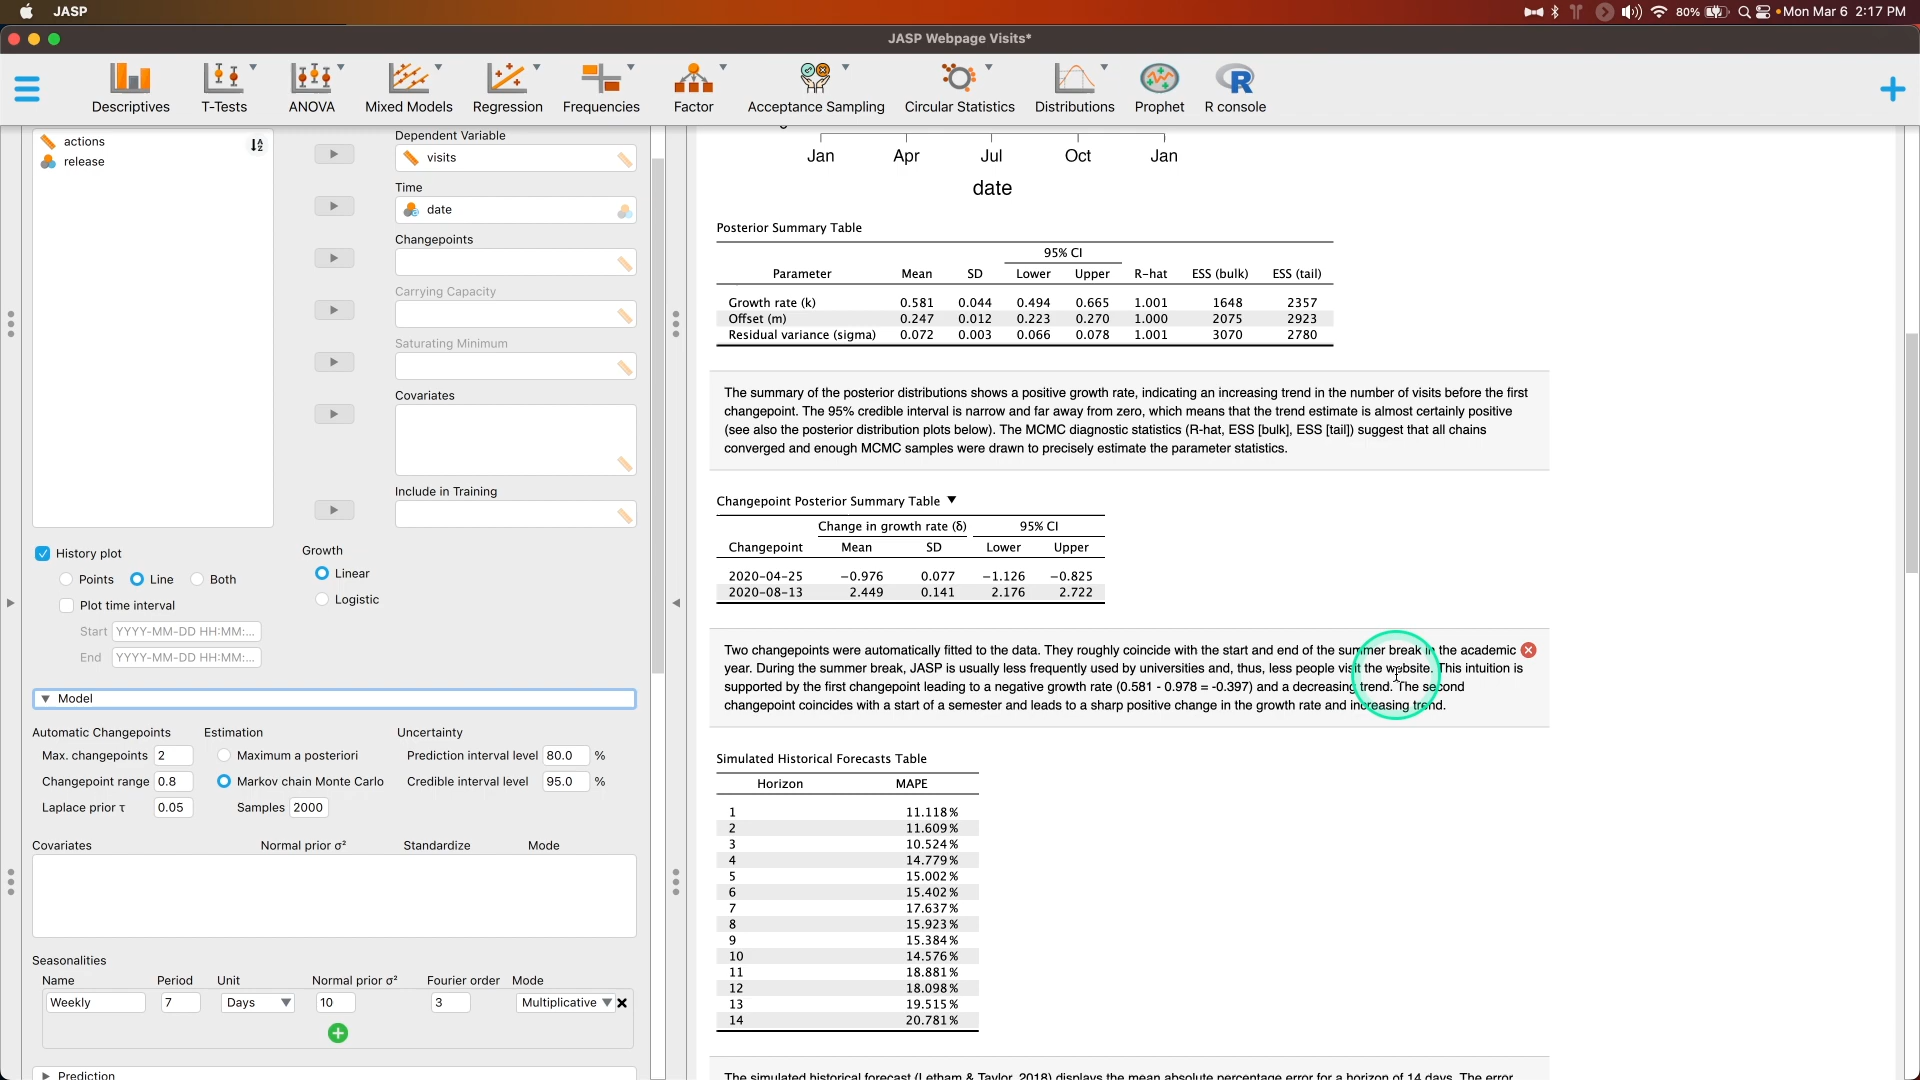 JASP
80%
Mon Mar 6 2:17 PM
JASP Webpage Visits*
Descriptives
T-Tests
ANOVA
Mixed Models
Regression
Frequencies
Factor
Acceptance Sampling
Circular Statistics
Distributions
Prophet
R console
actions
release
Dependent Variable
visits
Time
date
Changepoints
Carrying Capacity
Saturating Minimum
Covariates
Include in Training
History plot
Points Line Both
Plot time interval
Start YYYY-MM-DD HH:MM:...
End YYYY-MM-DD HH:MM:...
Growth
Linear
Logistic
Model
Automatic Changepoints
Max. changepoints 2
Changepoint range 0.8
Laplace prior τ 0.05
Estimation
Maximum a posteriori
Markov chain Monte Carlo
Samples 2000
Uncertainty
Prediction interval level 80.0 %
Credible interval level 95.0 %
Covariates Normal prior σ² Standardize Mode
Seasonalities
Name Period Unit Normal prior σ² Fourier order Mode
Weekly 7 Days 10 3 Multiplicative
Prediction
Jan Apr Jul Oct Jan
date
Posterior Summary Table
95% CI
Parameter Mean SD Lower Upper R-hat ESS (bulk) ESS (tail)
Growth rate (k) 0.581 0.044 0.494 0.665 1.001 1648 2357
Offset (m) 0.247 0.012 0.223 0.270 1.000 2075 2923
Residual variance (sigma) 0.072 0.003 0.066 0.078 1.001 3070 2780
The summary of the posterior distributions shows a positive growth rate, indicating an increasing trend in the number of visits before the first
changepoint. The 95% credible interval is narrow and far away from zero, which means that the trend estimate is almost certainly positive
(see also the posterior distribution plots below). The MCMC diagnostic statistics (R-hat, ESS [bulk], ESS [tail]) suggest that all chains
converged and enough MCMC samples were drawn to precisely estimate the parameter statistics.
Changepoint Posterior Summary Table
Change in growth rate (δ) 95% CI
Changepoint Mean SD Lower Upper
2020-04-25 −0.976 0.077 −1.126 −0.825
2020-08-13 2.449 0.141 2.176 2.722
Two changepoints were automatically fitted to the data. They roughly coincide with the start and end of the summer break in the academic
year. During the summer break, JASP is usually less frequently used by universities and, thus, less people visit the website. This intuition is
supported by the first changepoint leading to a negative growth rate (0.581 - 0.978 = -0.397) and a decreasing trend. The second
changepoint coincides with a start of a semester and leads to a sharp positive change in the growth rate and increasing trend.
Simulated Historical Forecasts Table
Horizon MAPE
1 11.118%
2 11.609%
3 10.524%
4 14.779%
5 15.002%
6 15.402%
7 17.637%
8 15.923%
9 15.384%
10 14.576%
11 18.881%
12 18.098%
13 19.515%
14 20.781%
The simulated historical forecast (Letham & Taylor, 2018) displays the mean absolute percentage error for a horizon of 14 days. The error